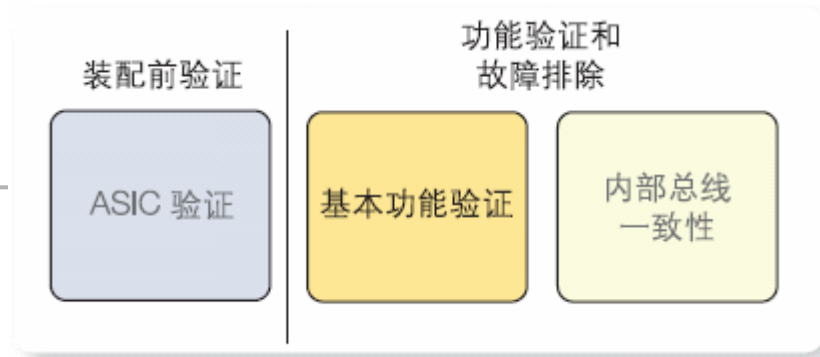 装配前验证
功能验证和
故障排除
ASIC 验证
基本功能验证
内部总线
一致性